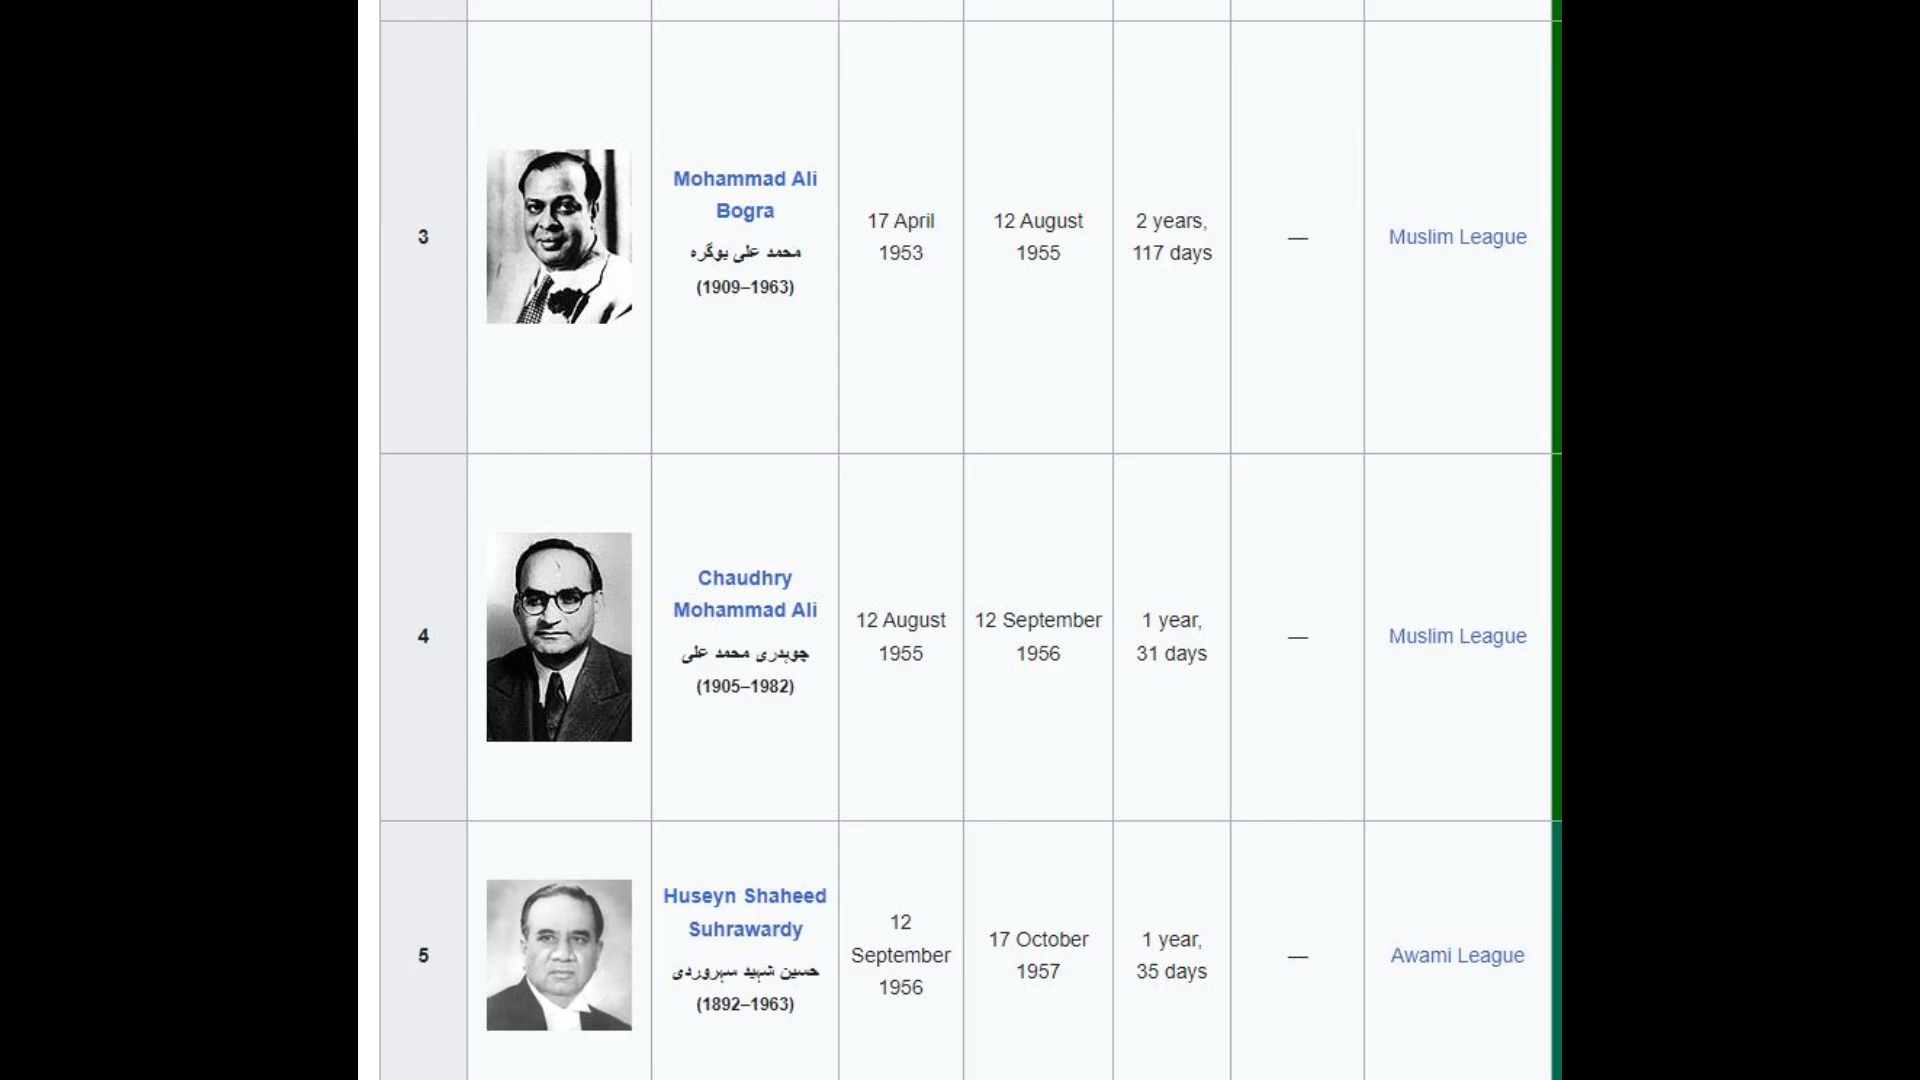 3
Mohammad Ali
Bogra
محمد علی بوگره
(1909–1963)
17 April
1953
12 August
1955
2 years,
117 days
—
Muslim League
4
Chaudhry
Mohammad Ali
چوہدری محمد علی
(1905–1982)
12 August
1955
12 September
1956
1 year,
31 days
—
Muslim League
5
Huseyn Shaheed
Suhrawardy
حسین شہید سہروردی
(1892–1963)
12
September
1956
17 October
1957
1 year,
35 days
—
Awami League